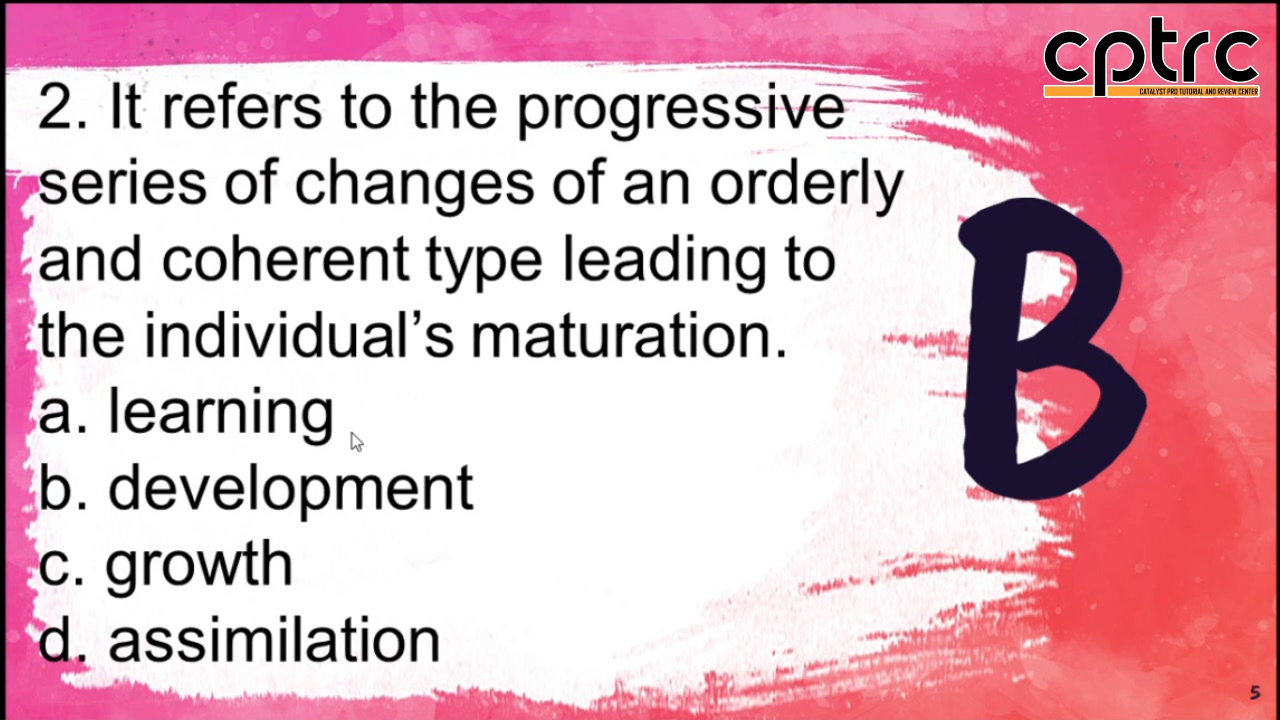 cptrc
CATALYST PRO TUTORIAL AND REVIEW CENTER
2. It refers to the progressive
series of changes of an orderly
and coherent type leading to
the individual’s maturation.
a. learning
b. development
c. growth
d. assimilation
B
5